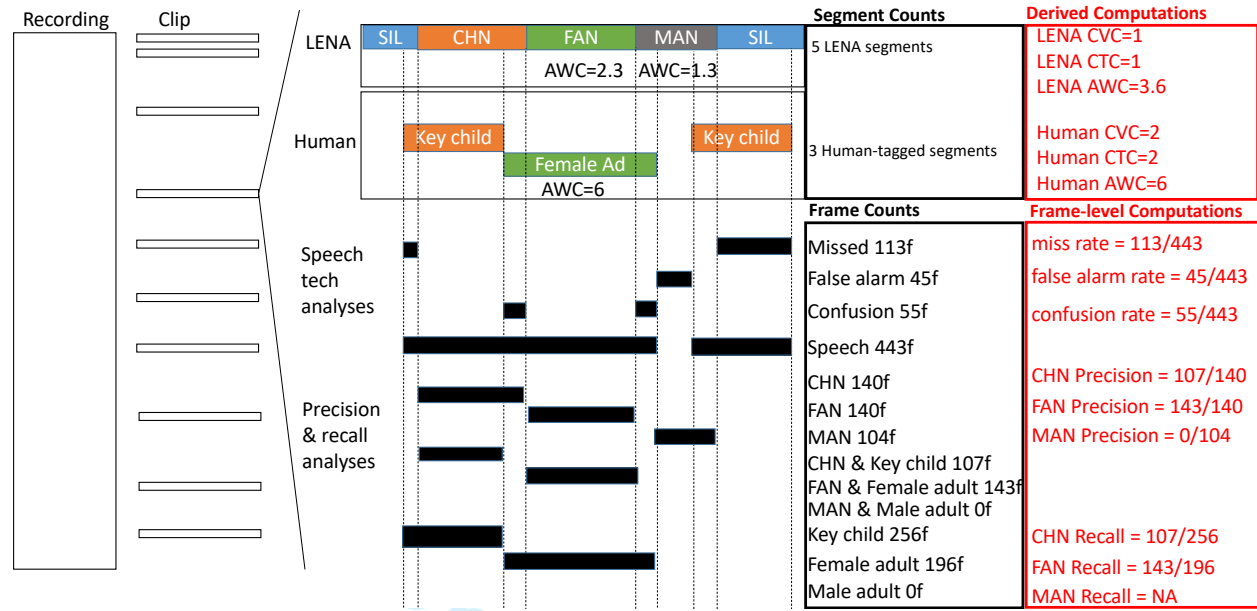 Recording
Clip
LENA
SIL
CHN
FAN
MAN
SIL
AWC=2.3
AWC=1.3
Human
Key child
Key child
Female Ad
AWC=6
Speech
tech
analyses
Precision
& recall
analyses
Segment Counts
5 LENA segments
3 Human-tagged segments
Frame Counts
Missed 113f
False alarm 45f
Confusion 55f
Speech 443f
CHN 140f
FAN 140f
MAN 104f
CHN & Key child 107f
FAN & Female adult 143f
MAN & Male adult 0f
Key child 256f
Female adult 196f
Male adult 0f
Derived Computations
LENA CVC=1
LENA CTC=1
LENA AWC=3.6
Human CVC=2
Human CTC=2
Human AWC=6
Frame-level Computations
miss rate = 113/443
false alarm rate = 45/443
confusion rate = 55/443
CHN Precision = 107/140
FAN Precision = 143/140
MAN Precision = 0/104
CHN Recall = 107/256
FAN Recall = 143/196
MAN Recall = NA